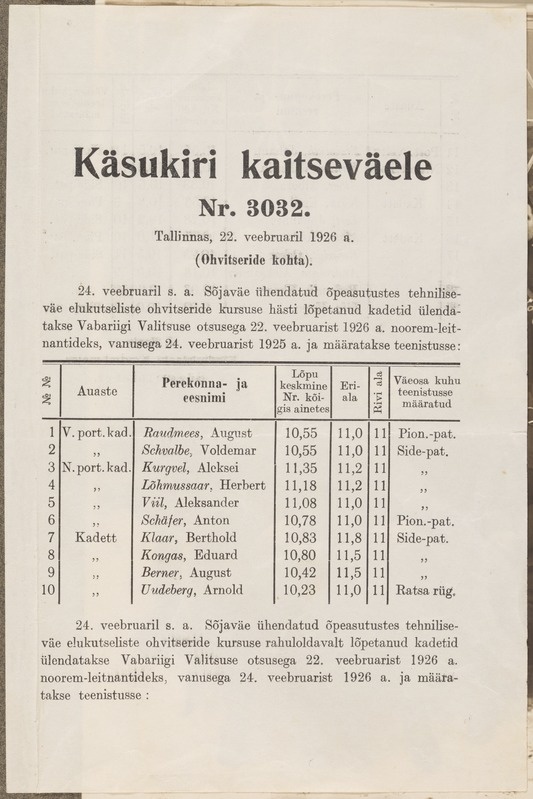 Käsukiri kaitseväele
Nr. 3032.
Tallinnas, 22. veebruaril 1926 a.
(Ohvitseride kohta).
24. veebruaril s. a. Sõjaväe ühendatud õpeasutustes tehnilise-
väe elukutseliste ohvitseride kursuse hästi lõpetanud kadetid ülenda-
takse Vabariigi Valitsuse otsusega 22. veebruarist 1926 a. noorem-leit-
nantideks, vanusega 24. veebruarist 1925 a. ja määratakse teenistusse:
№ № Auaste Perekonna- ja eesnimi Lõpu keskmine Nr. kõi-gis ainetes Eri-ala Rivi ala Väeosa kuhu teenistusse määratud
1 V. port. kad. Raudmees, August 10,55 11,0 11 Pion.-pat.
2 „ Schvalbe, Voldemar 10,55 11,0 11 Side-pat.
3 N. port. kad. Kurgvel, Aleksei 11,35 11,2 11 „
4 „ Lõhmussaar, Herbert 11,18 11,2 11 „
5 „ Viil, Aleksander 11,08 11,0 11 „
6 „ Schäfer, Anton 10,78 11,0 11 Pion.-pat.
7 Kadett Klaar, Berthold 10,83 11,8 11 Side-pat.
8 „ Kongas, Eduard 10,80 11,5 11 „
9 „ Berner, August 10,42 11,5 11 „
10 „ Uudeberg, Arnold 10,23 11,0 11 Ratsa rüg.
24. veebruaril s. a. Sõjaväe ühendatud õpeasutustes tehnilise-
väe elukutseliste ohvitseride kursuse rahuloldavalt lõpetanud kadetid
ülendatakse Vabariigi Valitsuse otsusega 22. veebruarist 1926 a.
noorem-leitnantideks, vanusega 24. veebruarist 1926 a. ja määra-
takse teenistusse :